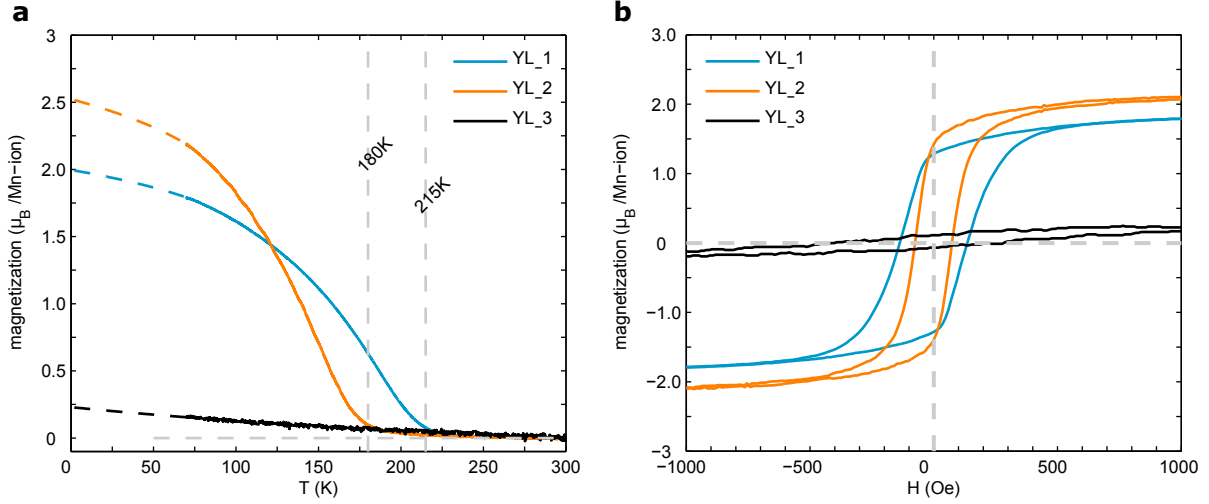 a
b
3
2.5
2.0
1.5
1.0
0.5
0
0
50
100
150
200
250
300
magnetization (μB /Mn−ion)
T (K)
YL_1
YL_2
YL_3
180K
215K
3.0
2.0
1.0
0
−1.0
−2.0
−3
−1000
−500
0
500
1000
magnetization (μB /Mn−ion)
H (Oe)
YL_1
YL_2
YL_3